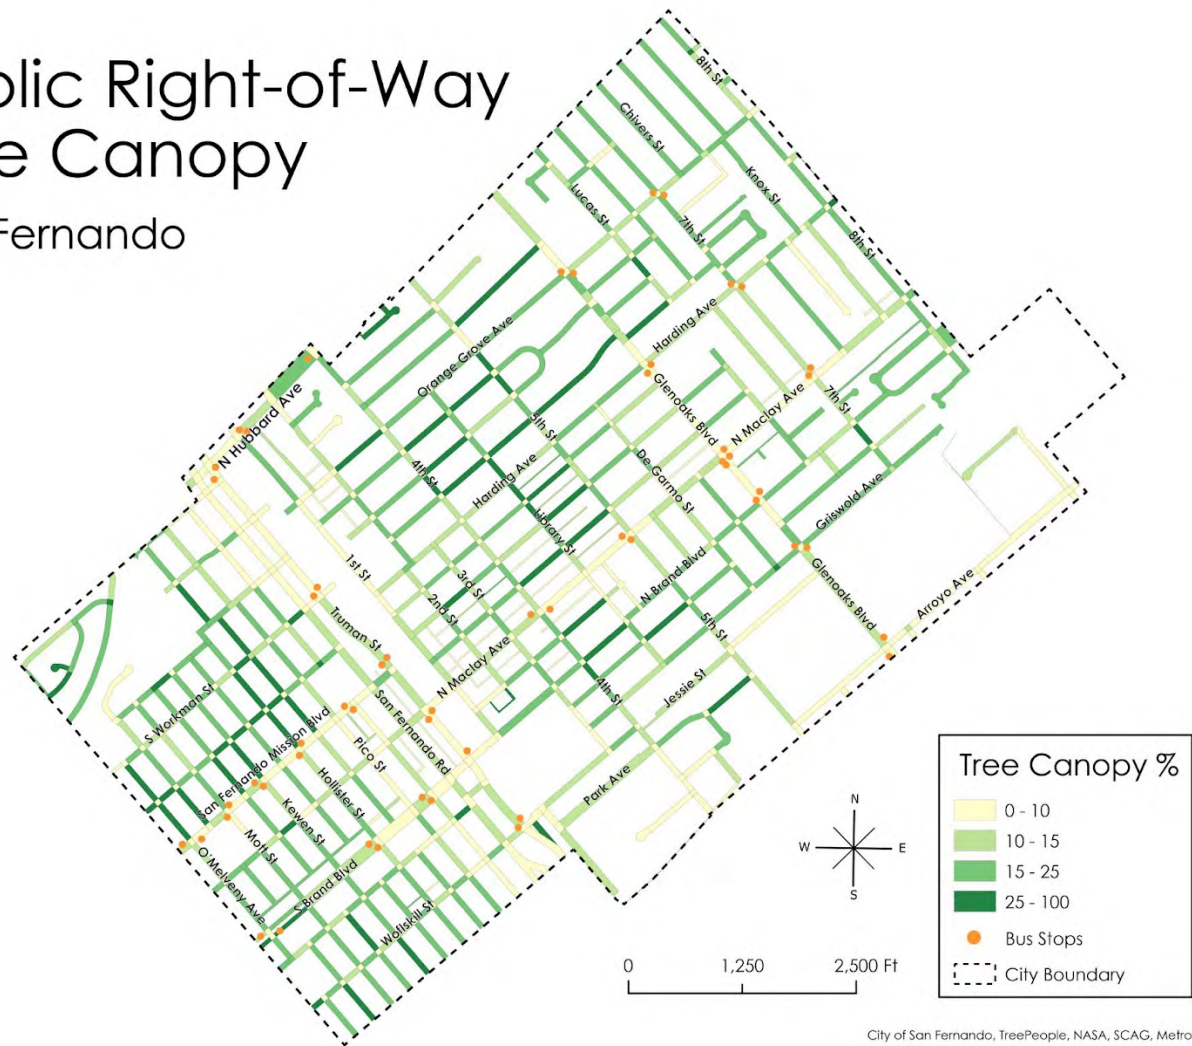 olic Right-of-Way
e Canopy
Fernando
8th St
Chivers St
Knox St
Lucas St
7th St
8th St
Harding Ave
Orange Grove Ave
Glenoaks Blvd
N Maclay Ave
7th St
N Hubbard Ave
5th St
4th St
Harding Ave
De Garmo St
Library St
Griswold Ave
1st St
3rd St
2nd St
N Brand Blvd
Glenoaks Blvd
Arroyo Ave
Truman St
5th St
N Maclay Ave
4th St
Jessie St
S Workman St
San Fernando Rd
San Fernando Mission Blvd
Pico St
Hollister St
Park Ave
Kewen St
Mott St
O'Melveny Ave
S Brand Blvd
Wolfskill St
N
W E
S
0 1,250 2,500 Ft
Tree Canopy %
0 - 10
10 - 15
15 - 25
25 - 100
Bus Stops
City Boundary
City of San Fernando, TreePeople, NASA, SCAG, Metro